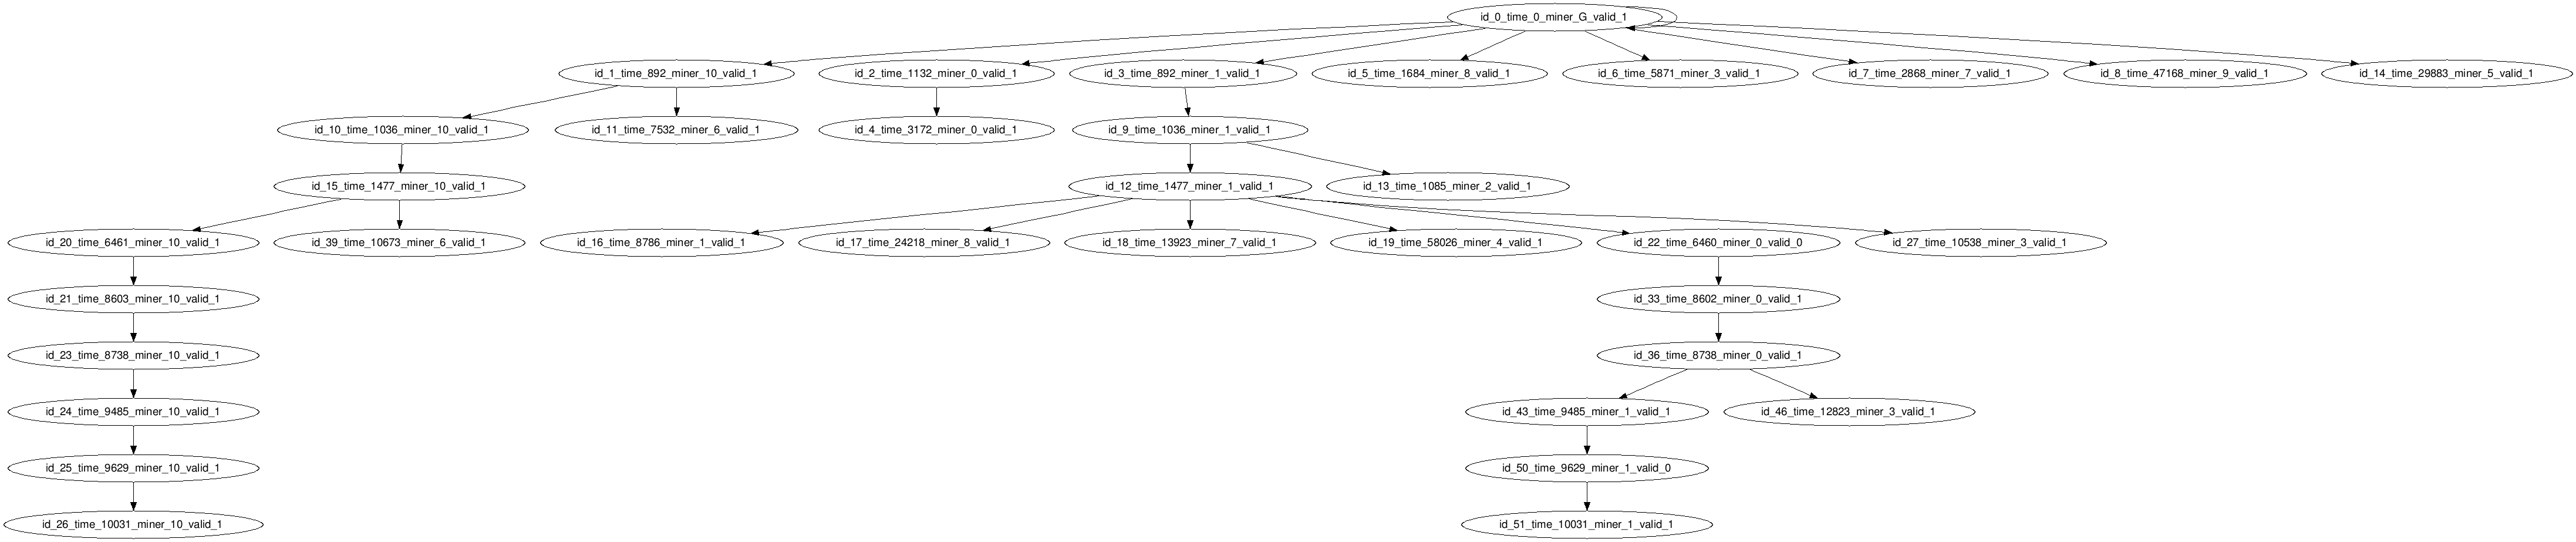 id_0_time_0_miner_G_valid_1
id_1_time_892_miner_10_valid_1
id_2_time_1132_miner_0_valid_1
id_3_time_892_miner_1_valid_1
id_5_time_1684_miner_8_valid_1
id_6_time_5871_miner_3_valid_1
id_7_time_2868_miner_7_valid_1
id_8_time_47168_miner_9_valid_1
id_14_time_29883_miner_5_valid_1
id_10_time_1036_miner_10_valid_1
id_11_time_7532_miner_6_valid_1
id_4_time_3172_miner_0_valid_1
id_9_time_1036_miner_1_valid_1
id_15_time_1477_miner_10_valid_1
id_12_time_1477_miner_1_valid_1
id_13_time_1085_miner_2_valid_1
id_20_time_6461_miner_10_valid_1
id_39_time_10673_miner_6_valid_1
id_16_time_8786_miner_1_valid_1
id_17_time_24218_miner_8_valid_1
id_18_time_13923_miner_7_valid_1
id_19_time_58026_miner_4_valid_1
id_22_time_6460_miner_0_valid_0
id_27_time_10538_miner_3_valid_1
id_21_time_8603_miner_10_valid_1
id_33_time_8602_miner_0_valid_1
id_23_time_8738_miner_10_valid_1
id_36_time_8738_miner_0_valid_1
id_24_time_9485_miner_10_valid_1
id_43_time_9485_miner_1_valid_1
id_46_time_12823_miner_3_valid_1
id_25_time_9629_miner_10_valid_1
id_50_time_9629_miner_1_valid_0
id_26_time_10031_miner_10_valid_1
id_51_time_10031_miner_1_valid_1